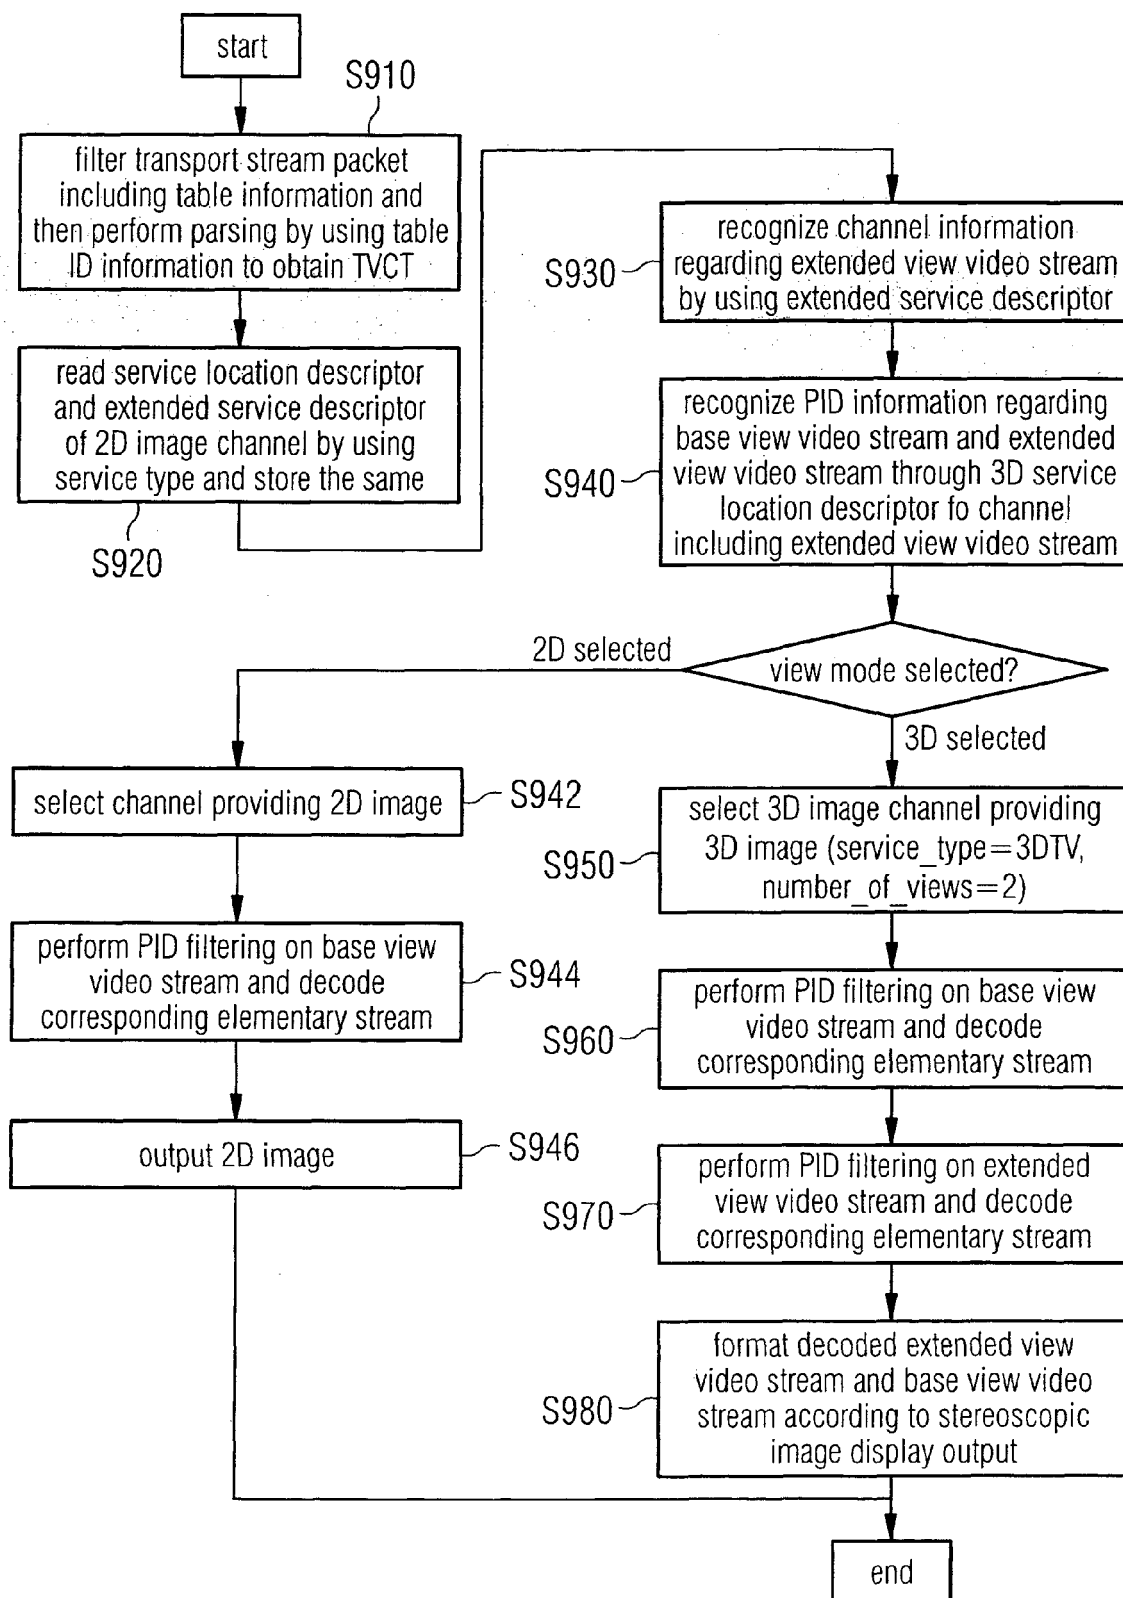 start
S910
filter transport stream packet
including table information and
then perform parsing by using table
ID information to obtain TVCT
read service location descriptor
and extended service descriptor
of 2D image channel by using
service type and store the same
S920
recognize channel information
regarding extended view video stream
by using extended service descriptor
S930
recognize PID information regarding
base view video stream and extended
view video stream through 3D service
location descriptor fo channel
including extended view video stream
S940
view mode selected?
2D selected
3D selected
select channel providing 2D image
S942
perform PID filtering on base view
video stream and decode
corresponding elementary stream
S944
output 2D image
S946
select 3D image channel providing
3D image (service_type=3DTV,
number_of_views=2)
S950
perform PID filtering on base view
video stream and decode
corresponding elementary stream
S960
perform PID filtering on extended
view video stream and decode
corresponding elementary stream
S970
format decoded extended view
video stream and base view video
stream according to stereoscopic
image display output
S980
end